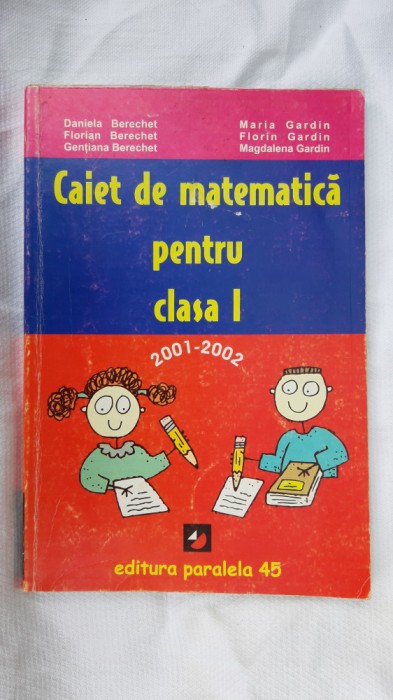 Daniela Berechet
Florian Berechet
Gențiana Berechet
Maria Gardin
Florin Gardin
Magdalena Gardin
Caiet de matematică
pentru
clasa I
2001-2002
editura paralela 45